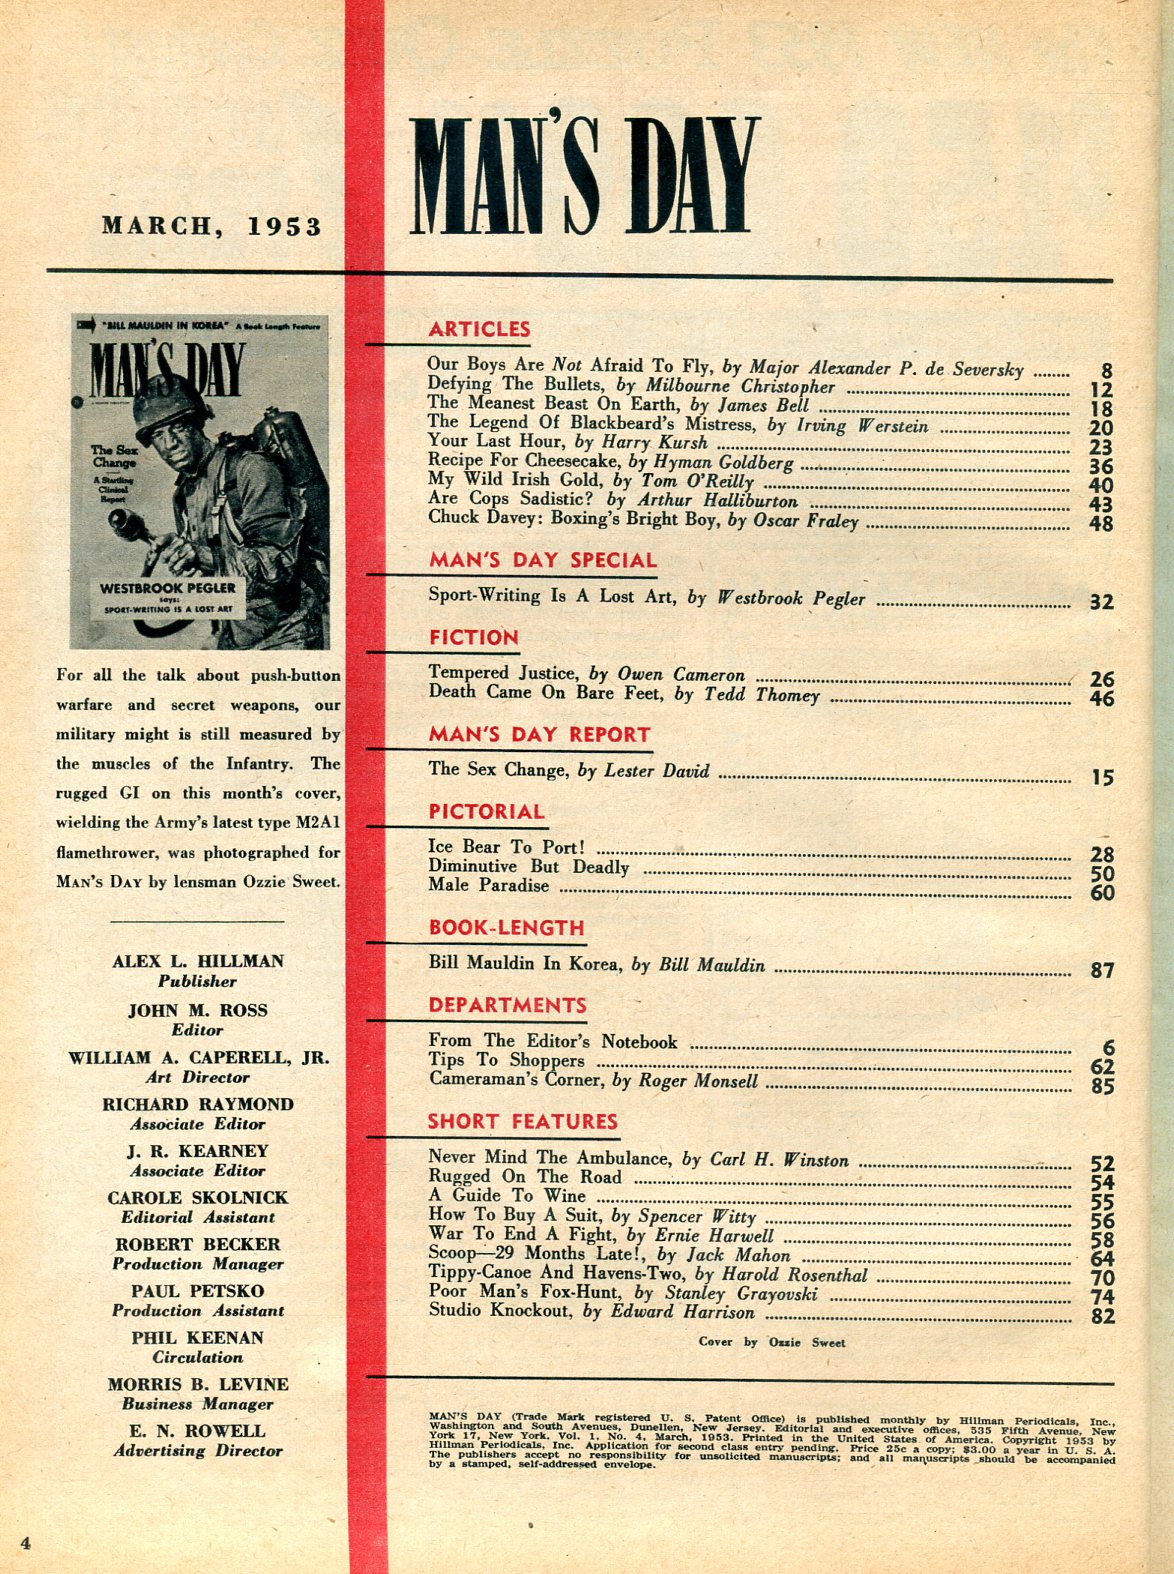 MAN'S DAY
MARCH, 1953
"BILL MAULDIN IN KOREA" A Book Length Feature
MAN'S DAY
The Sex
Change
A Startling
Clinical
Report
WESTBROOK PEGLER
says:
SPORT-WRITING IS A LOST ART
For all the talk about push-button
warfare and secret weapons, our
military might is still measured by
the muscles of the Infantry. The
rugged GI on this month's cover,
wielding the Army's latest type M2A1
flamethrower, was photographed for
MAN'S DAY by lensman Ozzie Sweet.
ALEX L. HILLMAN
Publisher
JOHN M. ROSS
Editor
WILLIAM A. CAPERELL, JR.
Art Director
RICHARD RAYMOND
Associate Editor
J. R. KEARNEY
Associate Editor
CAROLE SKOLNICK
Editorial Assistant
ROBERT BECKER
Production Manager
PAUL PETSKO
Production Assistant
PHIL KEENAN
Circulation
MORRIS B. LEVINE
Business Manager
E. N. ROWELL
Advertising Director
ARTICLES
Our Boys Are Not Afraid To Fly, by Major Alexander P. de Seversky ........ 8
Defying The Bullets, by Milbourne Christopher ........ 12
The Meanest Beast On Earth, by James Bell ........ 18
The Legend Of Blackbeard's Mistress, by Irving Werstein ........ 20
Your Last Hour, by Harry Kursh ........ 23
Recipe For Cheesecake, by Hyman Goldberg ........ 36
My Wild Irish Gold, by Tom O'Reilly ........ 40
Are Cops Sadistic? by Arthur Halliburton ........ 43
Chuck Davey: Boxing's Bright Boy, by Oscar Fraley ........ 48
MAN'S DAY SPECIAL
Sport-Writing Is A Lost Art, by Westbrook Pegler ........ 32
FICTION
Tempered Justice, by Owen Cameron ........ 26
Death Came On Bare Feet, by Tedd Thomey ........ 46
MAN'S DAY REPORT
The Sex Change, by Lester David ........ 15
PICTORIAL
Ice Bear To Port! ........ 28
Diminutive But Deadly ........ 50
Male Paradise ........ 60
BOOK-LENGTH
Bill Mauldin In Korea, by Bill Mauldin ........ 87
DEPARTMENTS
From The Editor's Notebook ........ 6
Tips To Shoppers ........ 62
Cameraman's Corner, by Roger Monsell ........ 85
SHORT FEATURES
Never Mind The Ambulance, by Carl H. Winston ........ 52
Rugged On The Road ........ 54
A Guide To Wine ........ 55
How To Buy A Suit, by Spencer Witty ........ 56
War To End A Fight, by Ernie Harwell ........ 58
Scoop—29 Months Late!, by Jack Mahon ........ 64
Tippy-Canoe And Havens-Two, by Harold Rosenthal ........ 70
Poor Man's Fox-Hunt, by Stanley Grayovski ........ 74
Studio Knockout, by Edward Harrison ........ 82
Cover by Ozzie Sweet
MAN'S DAY (Trade Mark registered U. S. Patent Office) is published monthly by Hillman Periodicals, Inc.,
Washington and South Avenues, Dunellen, New Jersey. Editorial and executive offices, 535 Fifth Avenue, New
York 17, New York. Vol. 1, No. 4, March, 1953. Printed in the United States of America. Copyright 1953 by
Hillman Periodicals, Inc. Application for second class entry pending. Price 25c a copy; $3.00 a year in U. S. A.
The publishers accept no responsibility for unsolicited manuscripts; and all manuscripts should be accompanied
by a stamped, self-addressed envelope.
4